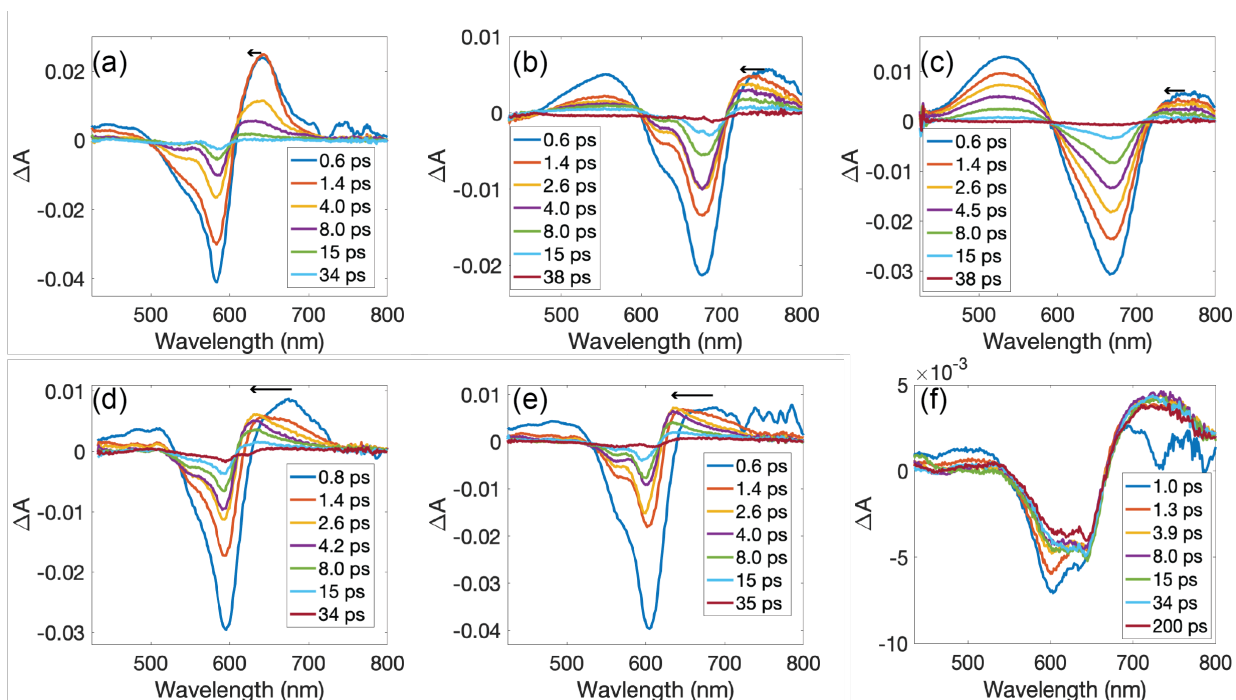 (a)
0.02
0
-0.02
-0.04
ΔA
0.6 ps
1.4 ps
4.0 ps
8.0 ps
15 ps
34 ps
500 600 700 800
Wavelength (nm)
(b)
0.01
0
-0.01
-0.02
ΔA
0.6 ps
1.4 ps
2.6 ps
4.0 ps
8.0 ps
15 ps
38 ps
500 600 700 800
Wavelength (nm)
(c)
0.01
0
-0.01
-0.02
-0.03
ΔA
0.6 ps
1.4 ps
2.6 ps
4.5 ps
8.0 ps
15 ps
38 ps
500 600 700 800
Wavelength (nm)
(d)
0.01
0
-0.01
-0.02
-0.03
ΔA
0.8 ps
1.4 ps
2.6 ps
4.2 ps
8.0 ps
15 ps
34 ps
500 600 700 800
Wavelength (nm)
(e)
0.01
0
-0.01
-0.02
-0.03
-0.04
ΔA
0.6 ps
1.4 ps
2.6 ps
4.0 ps
8.0 ps
15 ps
35 ps
500 600 700 800
Wavelength (nm)
×10⁻³
(f)
5
0
-5
-10
ΔA
1.0 ps
1.3 ps
3.9 ps
8.0 ps
15 ps
34 ps
200 ps
500 600 700 800
Wavelength (nm)